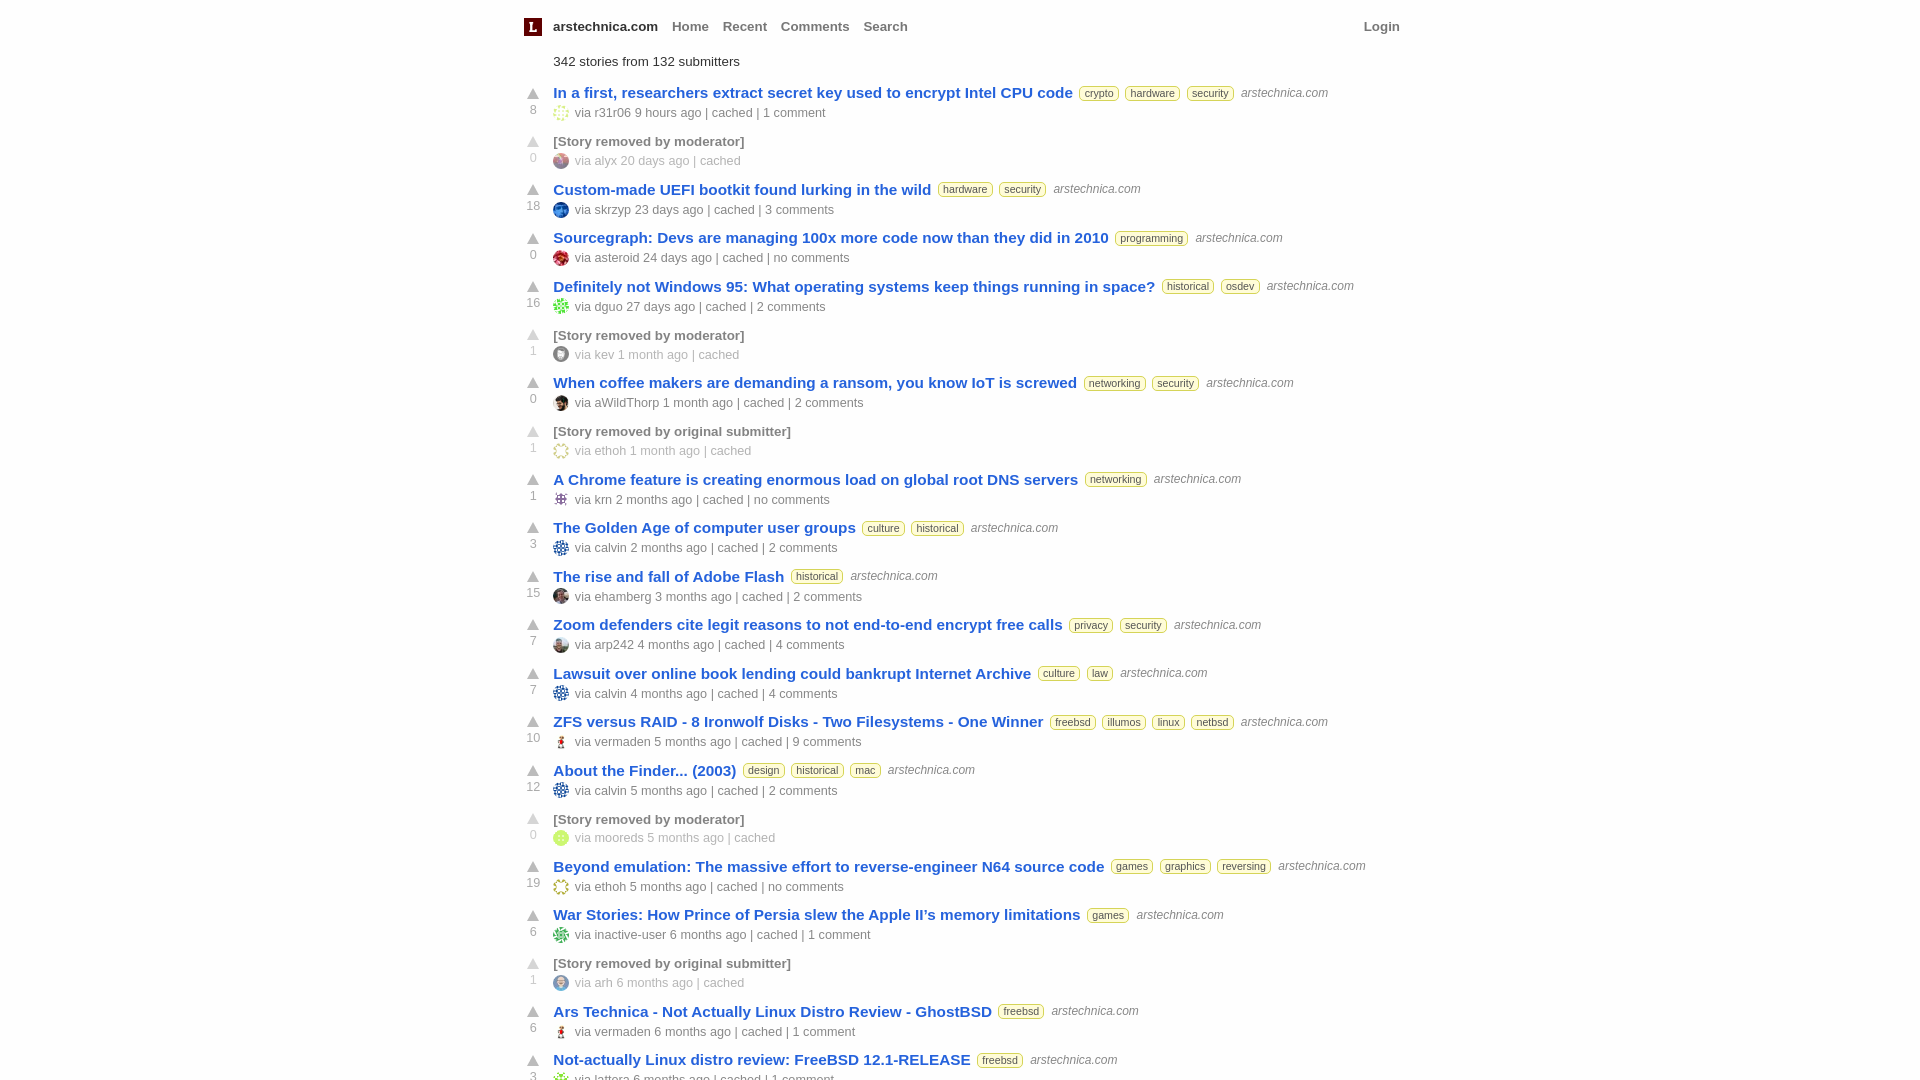 L arstechnica.com Home Recent Comments Search Login
342 stories from 132 submitters
In a first, researchers extract secret key used to encrypt Intel CPU code crypto hardware security arstechnica.com
8 via r31r06 9 hours ago | cached | 1 comment
[Story removed by moderator]
0 via alyx 20 days ago | cached
Custom-made UEFI bootkit found lurking in the wild hardware security arstechnica.com
18 via skrzyp 23 days ago | cached | 3 comments
Sourcegraph: Devs are managing 100x more code now than they did in 2010 programming arstechnica.com
0 via asteroid 24 days ago | cached | no comments
Definitely not Windows 95: What operating systems keep things running in space? historical osdev arstechnica.com
16 via dguo 27 days ago | cached | 2 comments
[Story removed by moderator]
1 via kev 1 month ago | cached
When coffee makers are demanding a ransom, you know IoT is screwed networking security arstechnica.com
0 via aWildThorp 1 month ago | cached | 2 comments
[Story removed by original submitter]
1 via ethoh 1 month ago | cached
A Chrome feature is creating enormous load on global root DNS servers networking arstechnica.com
1 via krn 2 months ago | cached | no comments
The Golden Age of computer user groups culture historical arstechnica.com
3 via calvin 2 months ago | cached | 2 comments
The rise and fall of Adobe Flash historical arstechnica.com
15 via ehamberg 3 months ago | cached | 2 comments
Zoom defenders cite legit reasons to not end-to-end encrypt free calls privacy security arstechnica.com
7 via arp242 4 months ago | cached | 4 comments
Lawsuit over online book lending could bankrupt Internet Archive culture law arstechnica.com
7 via calvin 4 months ago | cached | 4 comments
ZFS versus RAID - 8 Ironwolf Disks - Two Filesystems - One Winner freebsd illumos linux netbsd arstechnica.com
10 via vermaden 5 months ago | cached | 9 comments
About the Finder... (2003) design historical mac arstechnica.com
12 via calvin 5 months ago | cached | 2 comments
[Story removed by moderator]
0 via mooreds 5 months ago | cached
Beyond emulation: The massive effort to reverse-engineer N64 source code games graphics reversing arstechnica.com
19 via ethoh 5 months ago | cached | no comments
War Stories: How Prince of Persia slew the Apple II’s memory limitations games arstechnica.com
6 via inactive-user 6 months ago | cached | 1 comment
[Story removed by original submitter]
1 via arh 6 months ago | cached
Ars Technica - Not Actually Linux Distro Review - GhostBSD freebsd arstechnica.com
6 via vermaden 6 months ago | cached | 1 comment
Not-actually Linux distro review: FreeBSD 12.1-RELEASE freebsd arstechnica.com
3 via lattera 6 months ago | cached | 1 comment